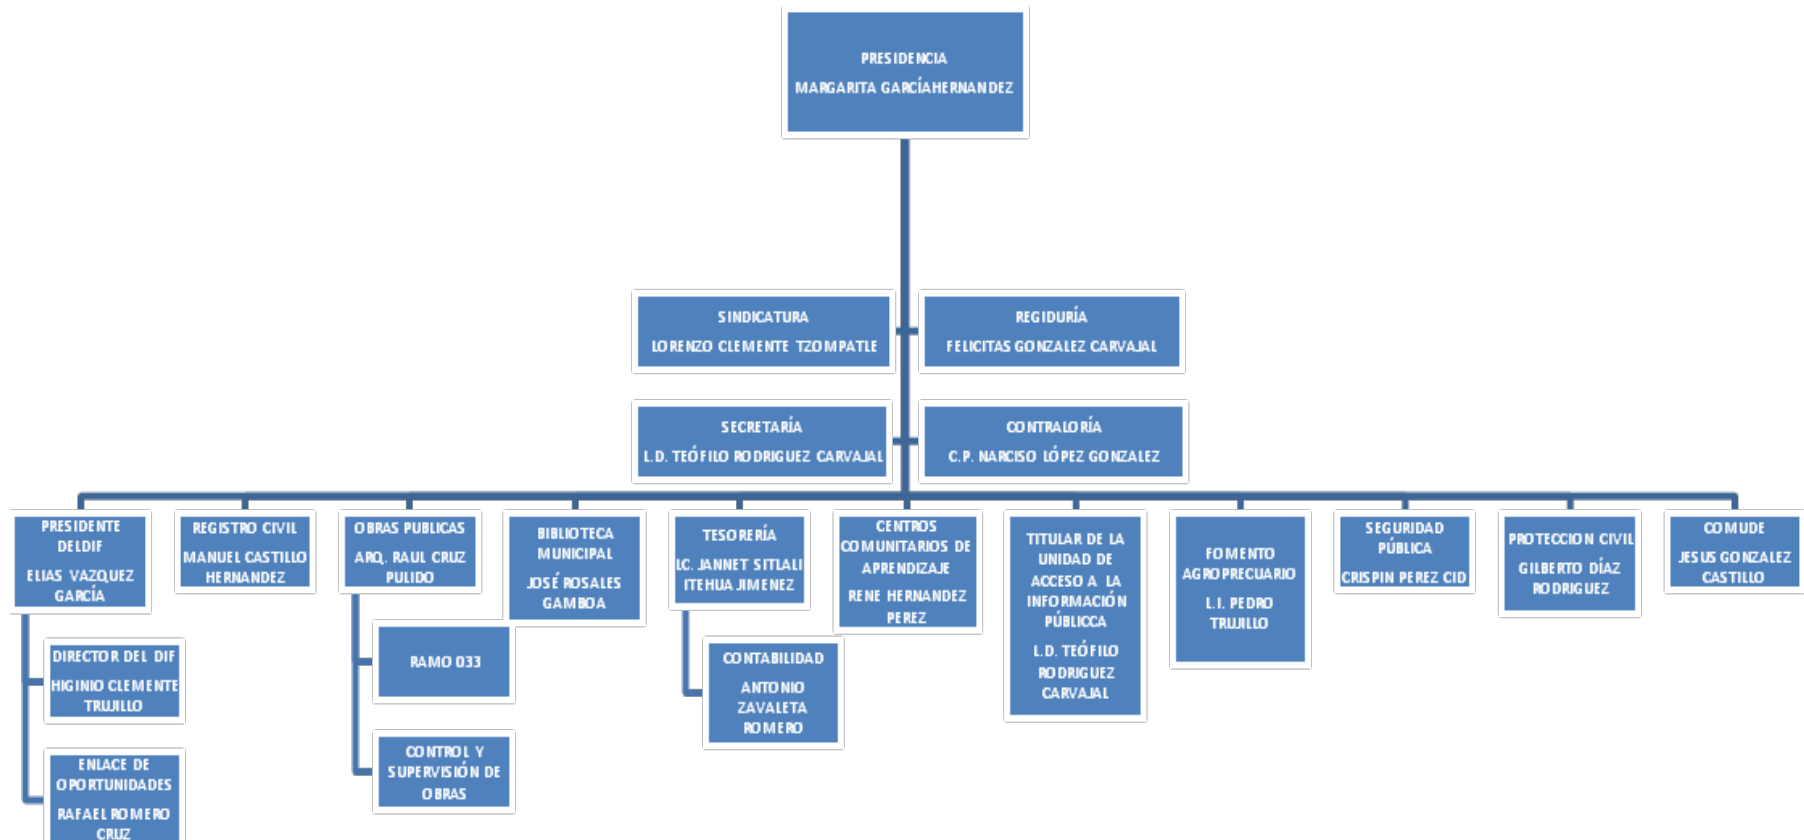 PRESIDENCIA
MARGARITA GARCÍAHERNANDEZ
SINDICATURA
LORENZO CLEMENTE TZOMPATLE
REGIDURÍA
FELICITAS GONZALEZ CARVAJAL
SECRETARÍA
L.D. TEÓFILO RODRIGUEZ CARVAJAL
CONTRALORÍA
C.P. NARCISO LÓPEZ GONZALEZ
PRESIDENTE
DELDIF
ELIAS VAZQUEZ
GARCÍA
DIRECTOR DEL DIF
HIGINIO CLEMENTE
TRUJILLO
ENLACE DE
OPORTUNIDADES
RAFAEL ROMERO
CRUZ
REGISTRO CIVIL
MANUEL CASTILLO
HERNANDEZ
OBRAS PUBLICAS
ARQ. RAUL CRUZ
PULIDO
RAMO 033
CONTROL Y
SUPERVISIÓN DE
OBRAS
BIBLIOTECA
MUNICIPAL
JOSÉ ROSALES
GAMBOA
TESORERÍA
LC. JANNET SITLALI
ITEHUA JIMENEZ
CONTABILIDAD
ANTONIO
ZAVALETA
ROMERO
CENTROS
COMUNITARIOS DE
APRENDIZAJE
RENE HERNANDEZ
PEREZ
TITULAR DE LA
UNIDAD DE
ACCESO A LA
INFORMACIÓN
PÚBLICCA
L.D. TEÓFILO
RODRIGUEZ
CARVAJAL
FOMENTO
AGROPRECUARIO
L.I. PEDRO
TRUJILLO
SEGURIDAD
PÚBLICA
CRISPIN PEREZ CID
PROTECCION CIVIL
GILBERTO DÍAZ
RODRIGUEZ
COMUDE
JESUS GONZALEZ
CASTILLO